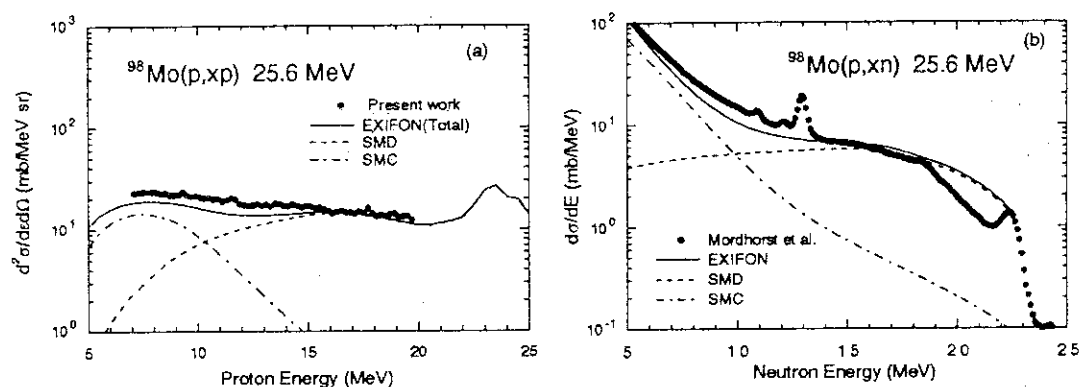 (a)
⁹⁸Mo(p,xp) 25.6 MeV
Present work
EXIFON(Total)
SMD
SMC
10³
10²
10¹
10⁰
d²σ/dεdΩ (mb/MeV sr)
5 10 15 20 25
Proton Energy (MeV)
(b)
⁹⁸Mo(p,xn) 25.6 MeV
Mordhorst et al.
EXIFON
SMD
SMC
10²
10¹
10⁰
10⁻¹
dσ/dE (mb/MeV)
5 10 15 20 25
Neutron Energy (MeV)